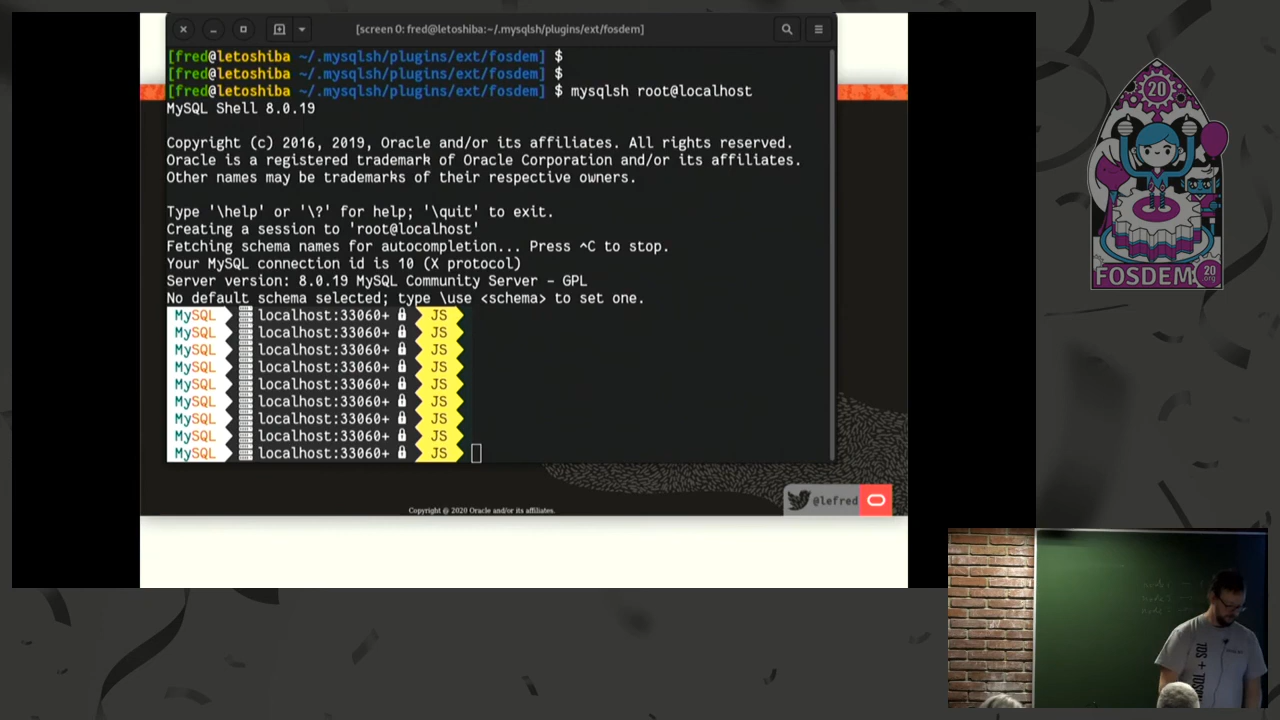 [screen 0: fred@letoshiba:~/.mysqlsh/plugins/ext/fosdem]
[fred@letoshiba ~/.mysqlsh/plugins/ext/fosdem] $
[fred@letoshiba ~/.mysqlsh/plugins/ext/fosdem] $
[fred@letoshiba ~/.mysqlsh/plugins/ext/fosdem] $ mysqlsh root@localhost
MySQL Shell 8.0.19
Copyright (c) 2016, 2019, Oracle and/or its affiliates. All rights reserved.
Oracle is a registered trademark of Oracle Corporation and/or its affiliates.
Other names may be trademarks of their respective owners.
Type '\help' or '\?' for help; '\quit' to exit.
Creating a session to 'root@localhost'
Fetching schema names for autocompletion... Press ^C to stop.
Your MySQL connection id is 10 (X protocol)
Server version: 8.0.19 MySQL Community Server - GPL
No default schema selected; type \use <schema> to set one.
MySQL localhost:33060+ JS
MySQL localhost:33060+ JS
MySQL localhost:33060+ JS
MySQL localhost:33060+ JS
MySQL localhost:33060+ JS
MySQL localhost:33060+ JS
MySQL localhost:33060+ JS
MySQL localhost:33060+ JS
MySQL localhost:33060+ JS
@lefred
Copyright @ 2020 Oracle and/or its affiliates.
20
FOSDEM
20
.org